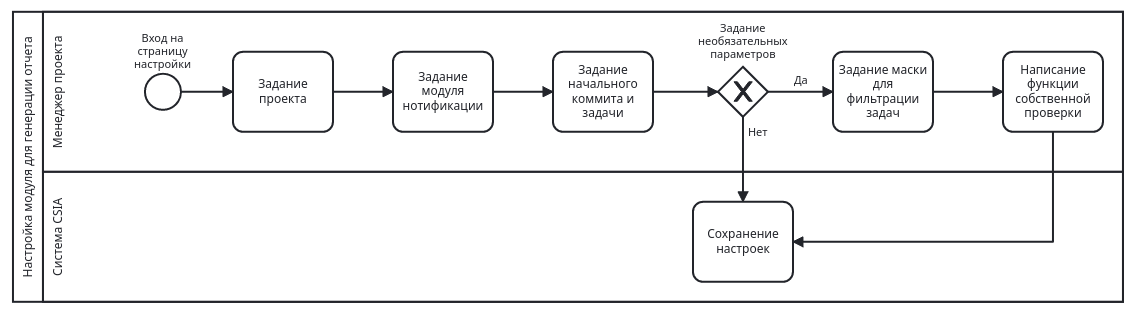 Настройка модуля для генерации отчета
Менеджер проекта
Вход на
страницу
настройки
Задание
проекта
Задание
модуля
нотификации
Задание
начального
коммита и
задачи
Задание
необязательных
параметров
Да
Нет
Задание маски
для
фильтрации
задач
Написание
функции
собственной
проверки
Система CSIA
Сохранение
настроек